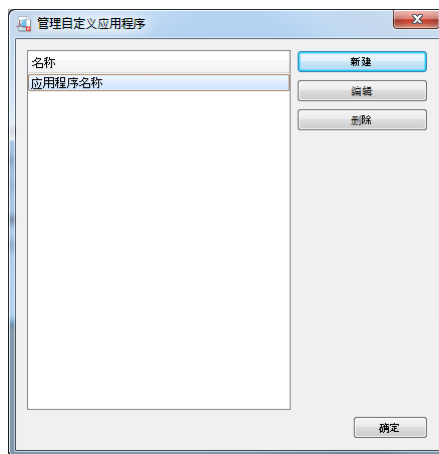 管理自定义应用程序
名称
新建
应用程序名称
编辑
删除
确定